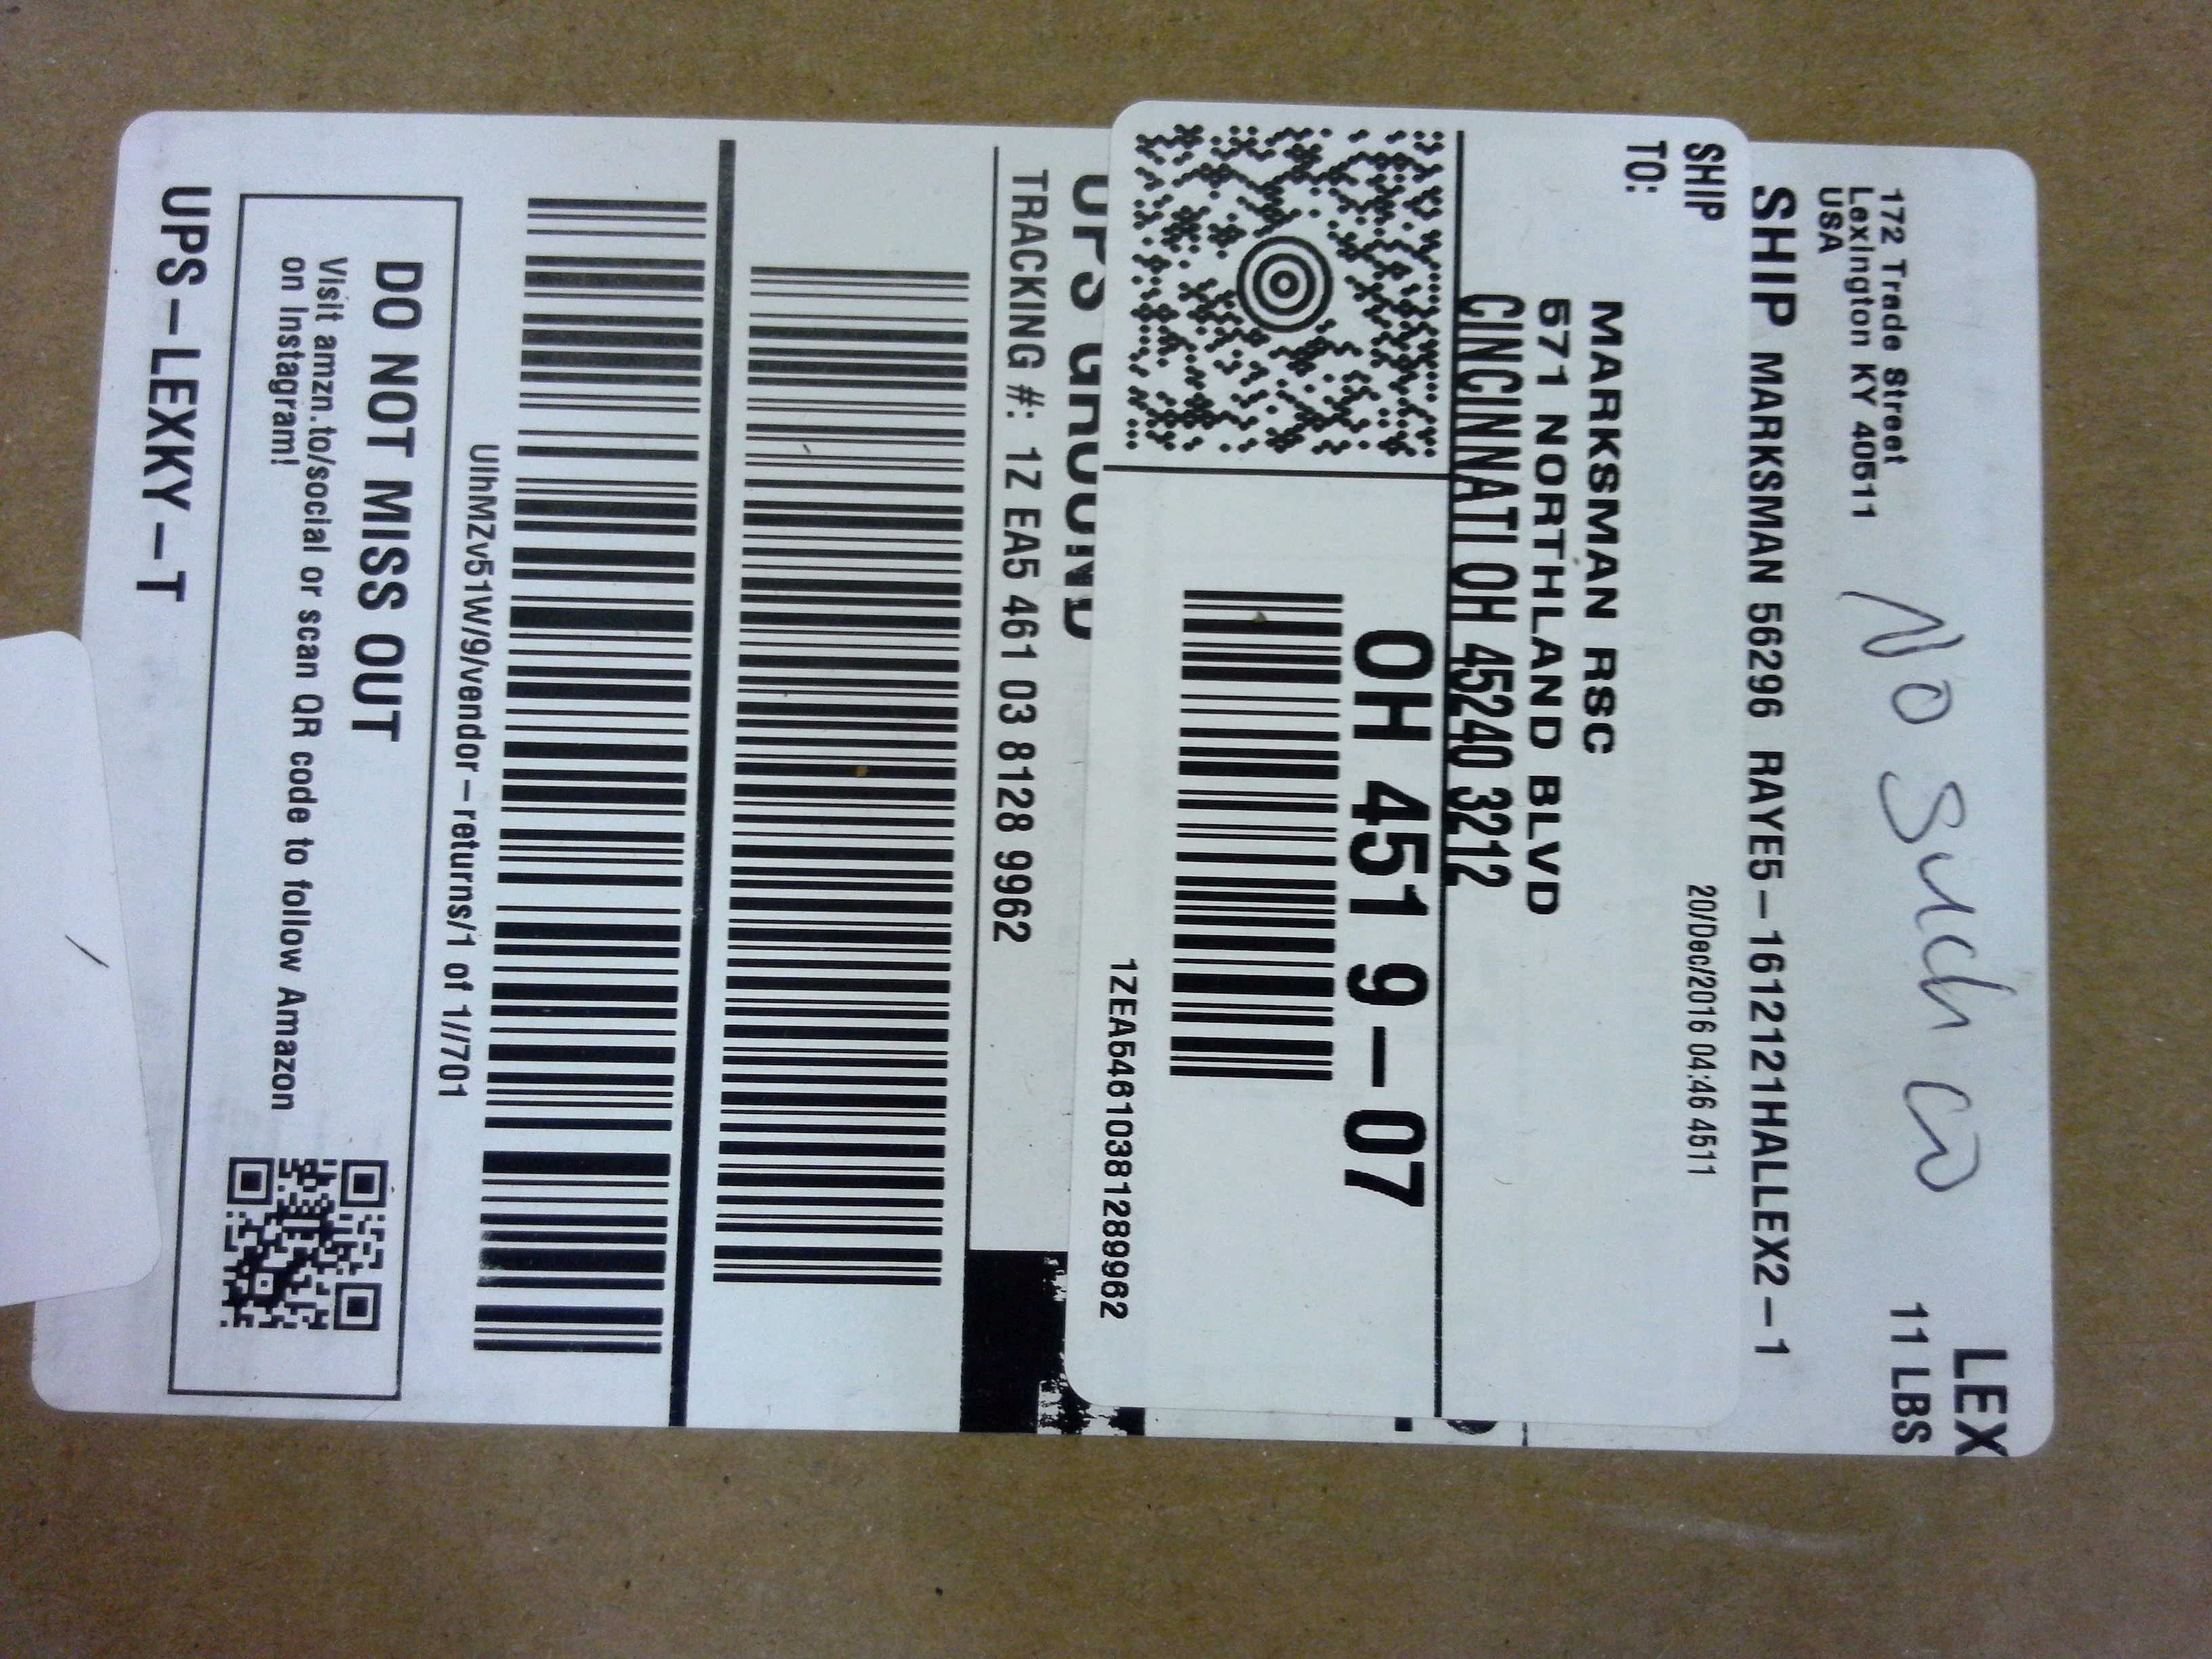 LEX
172 Trade Street
11 LBS
Lexington KY 40511
USA
No Such co
SHIP MARKSMAN 56296 RAYE5-1612121HALLEX2-1
SHIP
TO:
20/Dec/2016 04:46 4511
MARKSMAN RSC
571 NORTHLAND BLVD
CINCINNATI OH 45240 3212
OH 451 9-07
1ZEA54610381289962
UPS GROUND
TRACKING #: 1Z EA5 461 03 8128 9962
UlhMZv51W/9/vendor-returns/1 of 1//701
DO NOT MISS OUT
Visit amzn.to/social or scan QR code to follow Amazon
on Instagram!
UPS-LEXKY-T